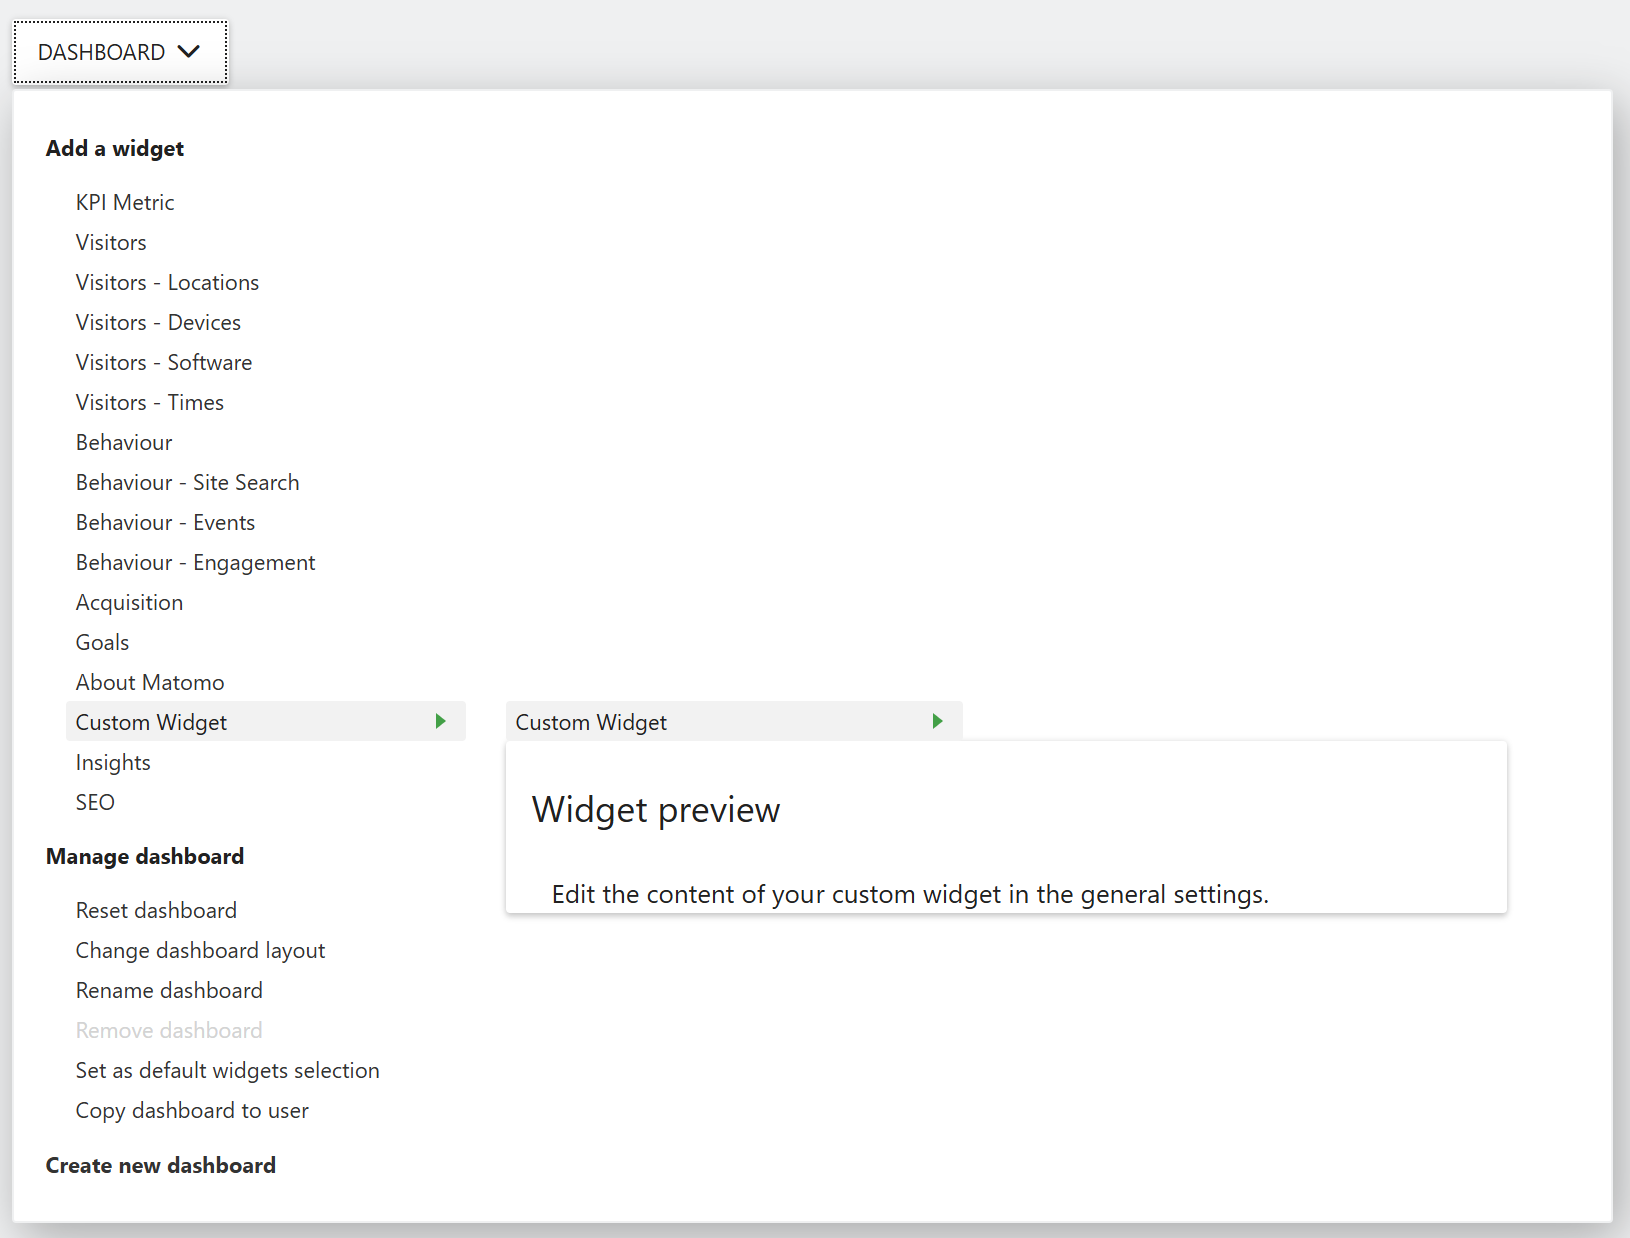 DASHBOARD
Add a widget
KPI Metric
Visitors
Visitors - Locations
Visitors - Devices
Visitors - Software
Visitors - Times
Behaviour
Behaviour - Site Search
Behaviour - Events
Behaviour - Engagement
Acquisition
Goals
About Matomo
Custom Widget
Insights
SEO
Manage dashboard
Reset dashboard
Change dashboard layout
Rename dashboard
Remove dashboard
Set as default widgets selection
Copy dashboard to user
Create new dashboard
Custom Widget
Widget preview
Edit the content of your custom widget in the general settings.